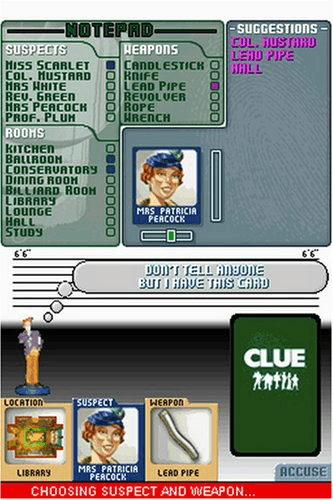 NOTEPAD
SUSPECTS
MISS SCARLET
COL. MUSTARD
MRS WHITE
REV. GREEN
MRS PEACOCK
PROF. PLUM
WEAPONS
CANDLESTICK
KNIFE
LEAD PIPE
REVOLVER
ROPE
WRENCH
ROOMS
KITCHEN
BALLROOM
CONSERVATORY
DINING ROOM
BILLIARD ROOM
LIBRARY
LOUNGE
HALL
STUDY
MRS PATRICIA
PEACOCK
SUGGESTIONS
COL. MUSTARD
LEAD PIPE
HALL
6'6" 6'6"
DON'T TELL ANYONE
BUT I HAVE THIS CARD
CLUE
LOCATION
LIBRARY
SUSPECT
MRS PATRICIA
PEACOCK
WEAPON
LEAD PIPE
ACCUSE
CHOOSING SUSPECT AND WEAPON...